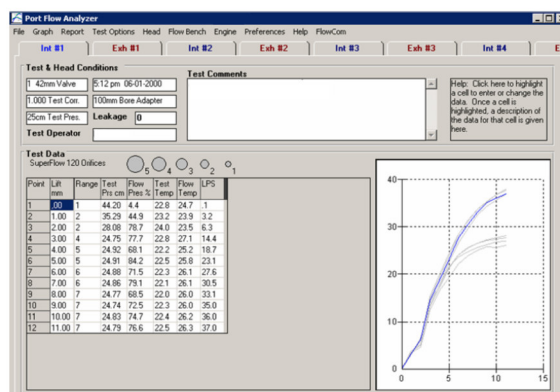 Port Flow Analyzer
File Graph Report Test Options Head Flow Bench Engine Preferences Help FlowCom
Int #1 Exh #1 Int #2 Exh #2 Int #3 Exh #3 Int #4 E
Test & Head Conditions
1 42mm Valve 5:12 pm 06-01-2000
1.000 Test Corr. 100mm Bore Adapter
25cm Test Pres. Leakage 0
Test Operator
Test Comments
Help: Click here to highlight
a cell to enter or change the
data. Once a cell is
highlighted, a description of
the data for that cell is given
here.
Test Data
SuperFlow 120 Orifices 5 4 3 2 1
Point Lift Range Test Flow Test Flow LPS
mm Prs cm Pres % Temp Temp
1 .00 1 44.20 4.4 22.8 24.7 .1
2 1.00 2 35.29 44.9 23.2 23.9 3.2
3 2.00 2 28.08 78.7 24.0 23.5 6.3
4 3.00 4 24.75 77.7 22.8 27.1 14.4
4 4.00 5 24.92 68.1 22.2 25.2 18.7
6 5.00 5 24.91 84.2 22.5 25.8 23.1
7 6.00 6 24.88 71.5 22.3 26.1 27.6
8 7.00 6 24.86 79.1 22.1 26.1 30.5
9 8.00 7 24.77 68.5 22.0 26.0 33.1
10 9.00 7 24.74 72.5 22.3 26.0 35.0
11 10.00 7 24.83 74.7 22.4 26.2 36.0
12 11.00 7 24.79 76.6 22.5 26.3 37.0
40
30
20
10
0
0 5 10 15